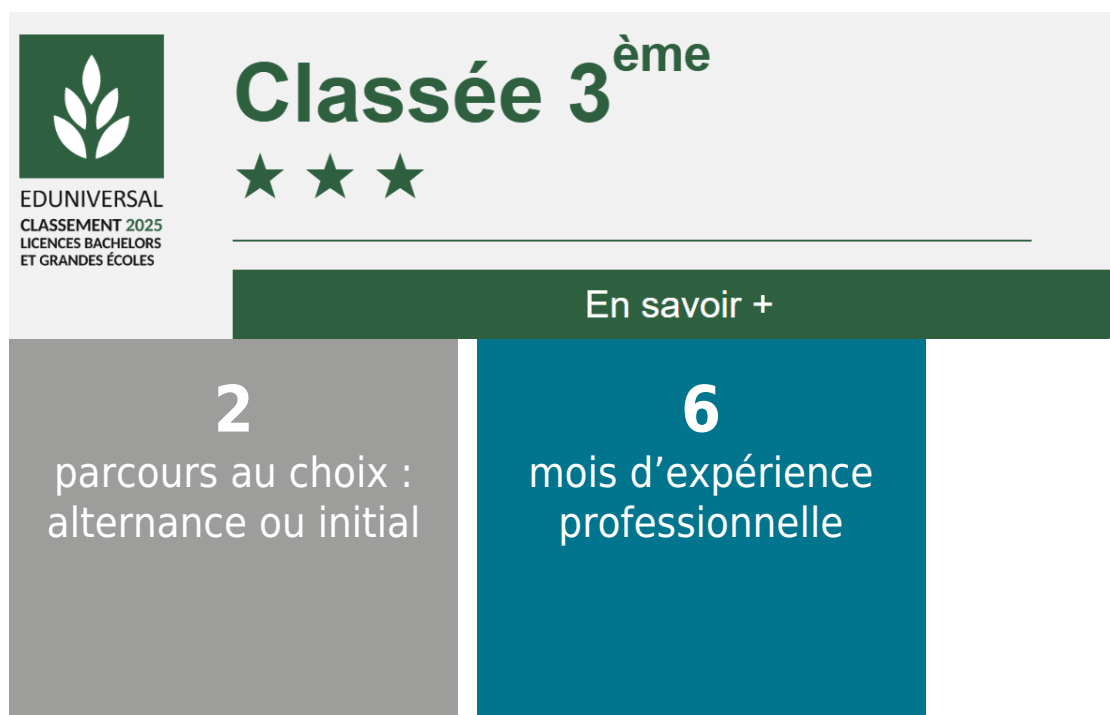 EDUNIVERSAL
CLASSEMENT 2025
LICENCES BACHELORS
ET GRANDES ÉCOLES
Classée 3ème
En savoir +
2
parcours au choix :
alternance ou initial
6
mois d’expérience
professionnelle